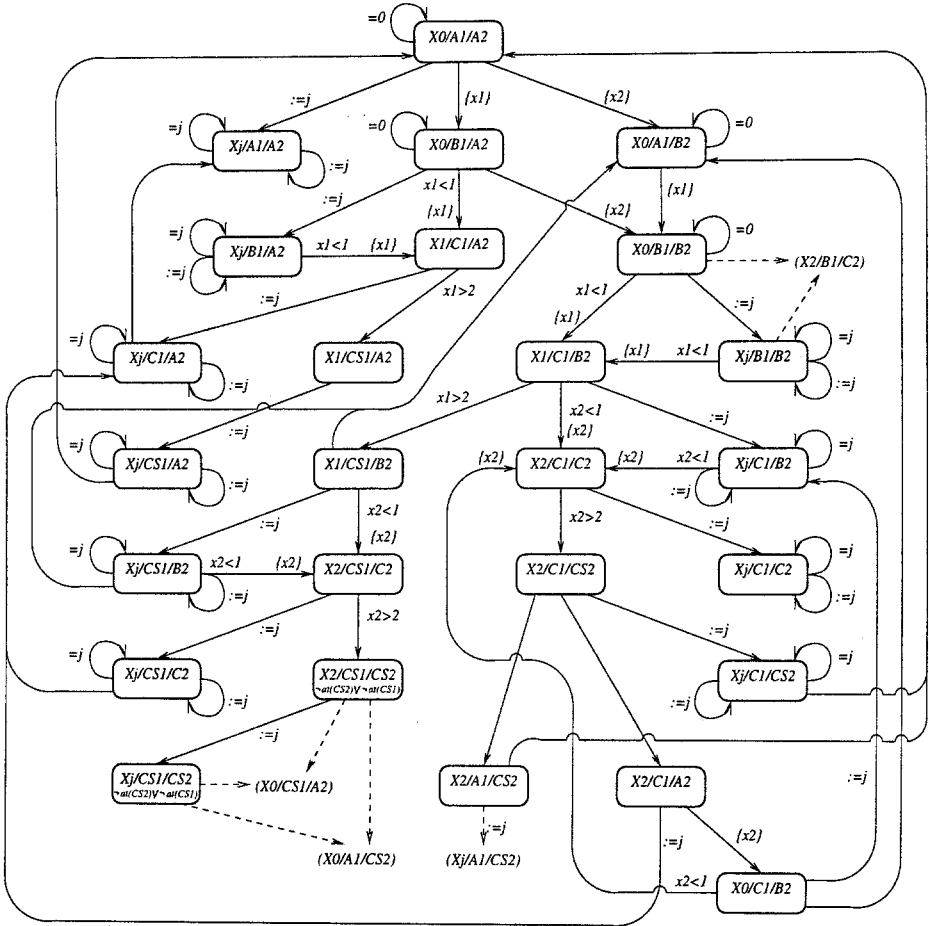 =0
X0/A1/A2
:=j
{x1}
{x2}
=j
Xj/A1/A2
:=j
=0
X0/B1/A2
X0/A1/B2
=0
:=j
x1<1
{x1}
{x2}
{x1}
=j
Xj/B1/A2
:=j
x1<1
{x1}
X1/C1/A2
X0/B1/B2
=0
(X2/B1/C2)
:=j
x1>2
x1<1
{x1}
:=j
=j
Xj/C1/A2
:=j
X1/CS1/A2
X1/C1/B2
{x1}
x1<1
Xj/B1/B2
=j
:=j
:=j
x1>2
x2<1
{x2}
:=j
=j
Xj/CS1/A2
:=j
X1/CS1/B2
{x2}
X2/C1/C2
{x2}
x2<1
:=j
Xj/C1/B2
=j
:=j
x2<1
{x2}
x2>2
:=j
=j
Xj/CS1/B2
:=j
x2<1
{x2}
X2/CS1/C2
X2/C1/CS2
Xj/C1/C2
=j
:=j
:=j
x2>2
:=j
=j
Xj/CS1/C2
:=j
X2/CS1/CS2
¬at(CS2)∨¬at(CS1)
:=j
Xj/C1/CS2
=j
:=j
Xj/CS1/CS2
¬at(CS2)∨¬at(CS1)
(X0/CS1/A2)
X2/A1/CS2
X2/C1/A2
:=j
(X0/A1/CS2)
:=j
(Xj/A1/CS2)
:=j
{x2}
x2<1
X0/C1/B2